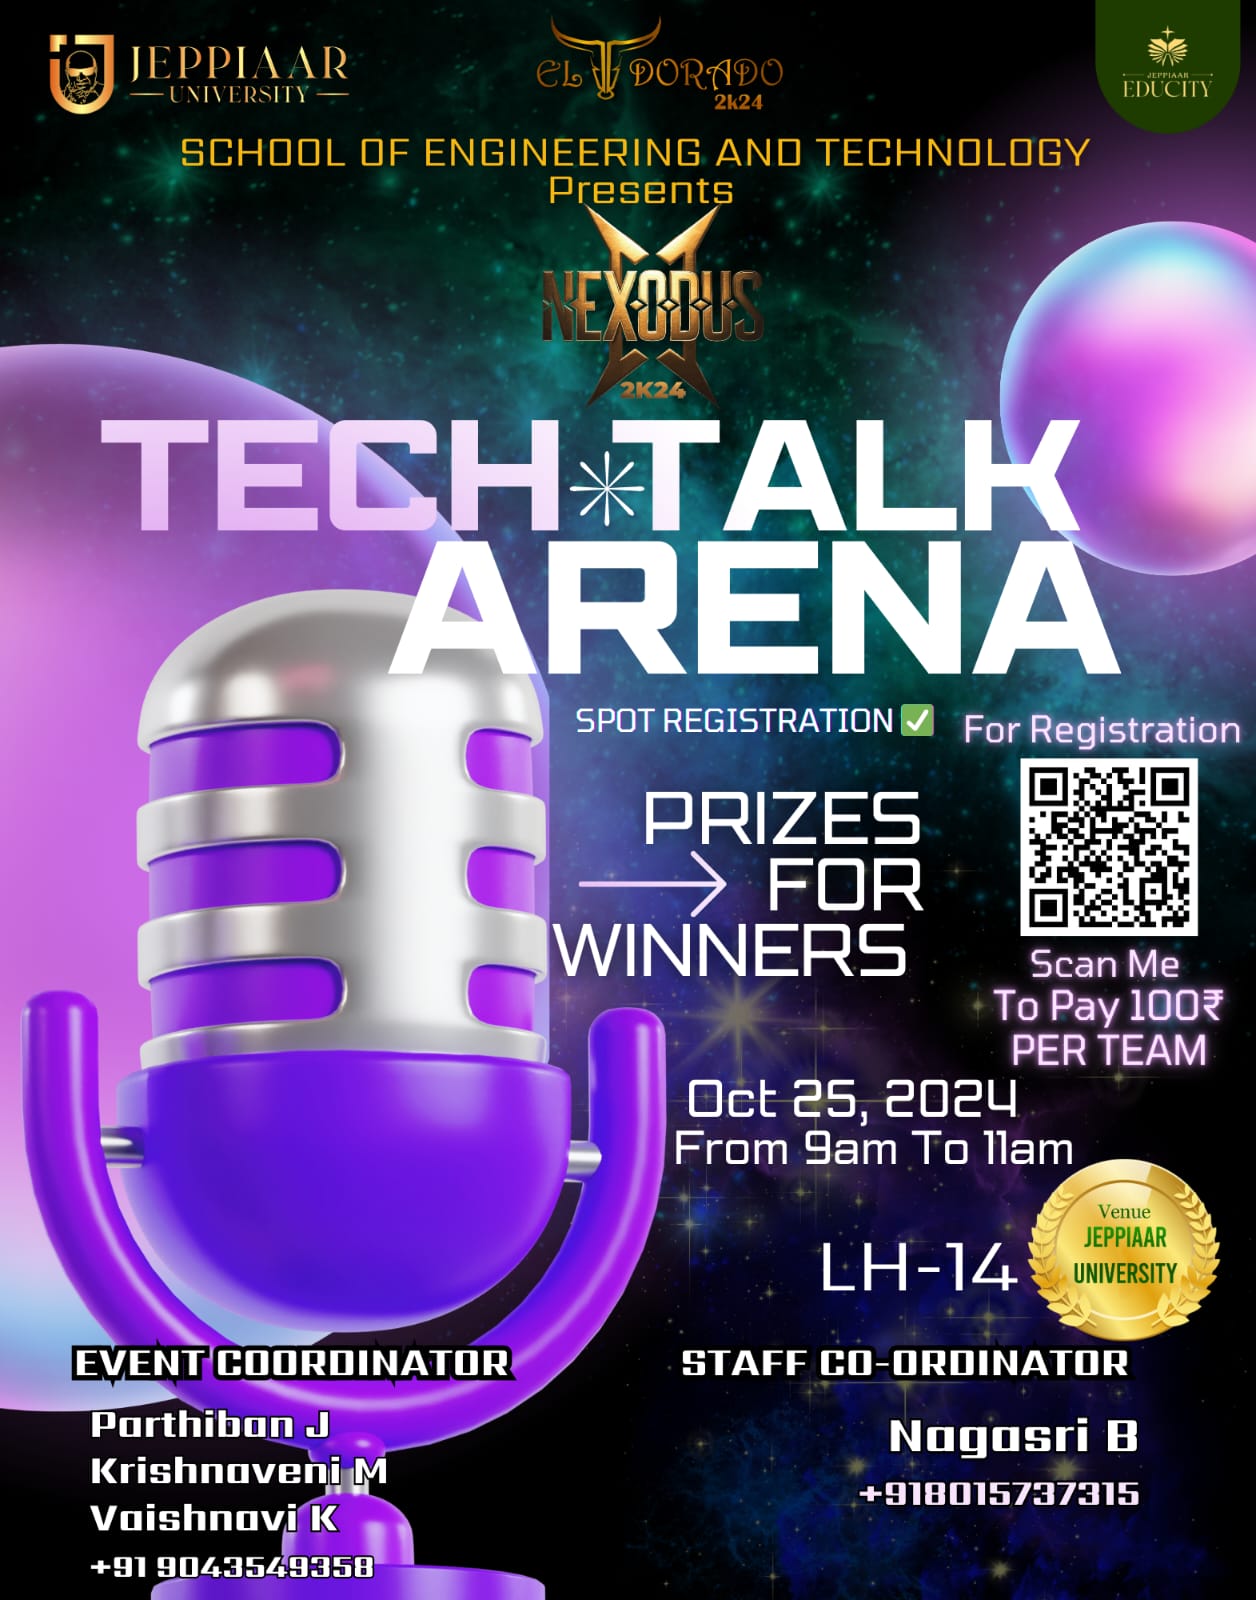 JEPPIAAR
UNIVERSITY
EL DORADO
2k24
JEPPIAAR
EDUCITY
SCHOOL OF ENGINEERING AND TECHNOLOGY
Presents
NEXODUS
2K24
TECH TALK
ARENA
SPOT REGISTRATION ✅
For Registration
PRIZES
FOR
WINNERS
Scan Me
To Pay 100₹
PER TEAM
Oct 25, 2024
From 9am To 11am
LH-14
Venue
JEPPIAAR
UNIVERSITY
EVENT COORDINATOR
Parthiban J
Krishnaveni M
Vaishnavi K
+91 9043549358
STAFF CO-ORDINATOR
Nagasri B
+918015737315